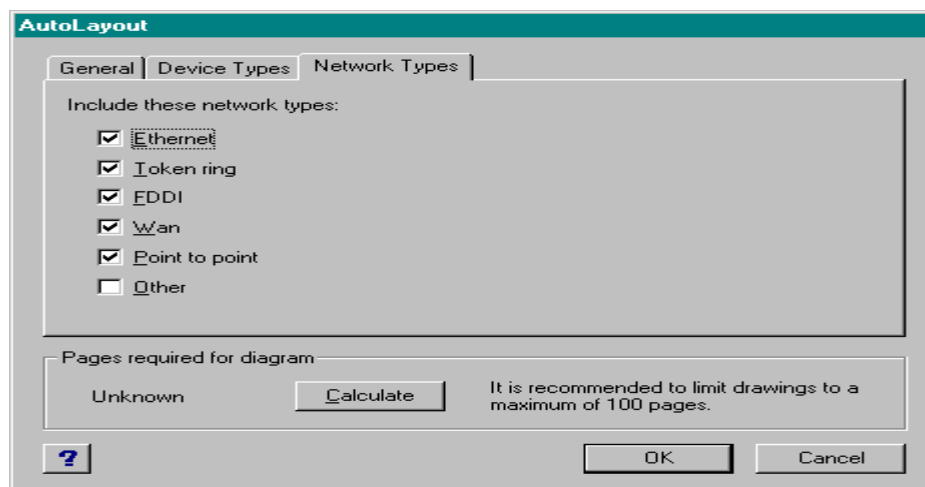 AutoLayout
General Device Types Network Types
Include these network types:
Ethernet
Token ring
FDDI
Wan
Point to point
Other
Pages required for diagram
Unknown Calculate It is recommended to limit drawings to a
maximum of 100 pages.
? OK Cancel